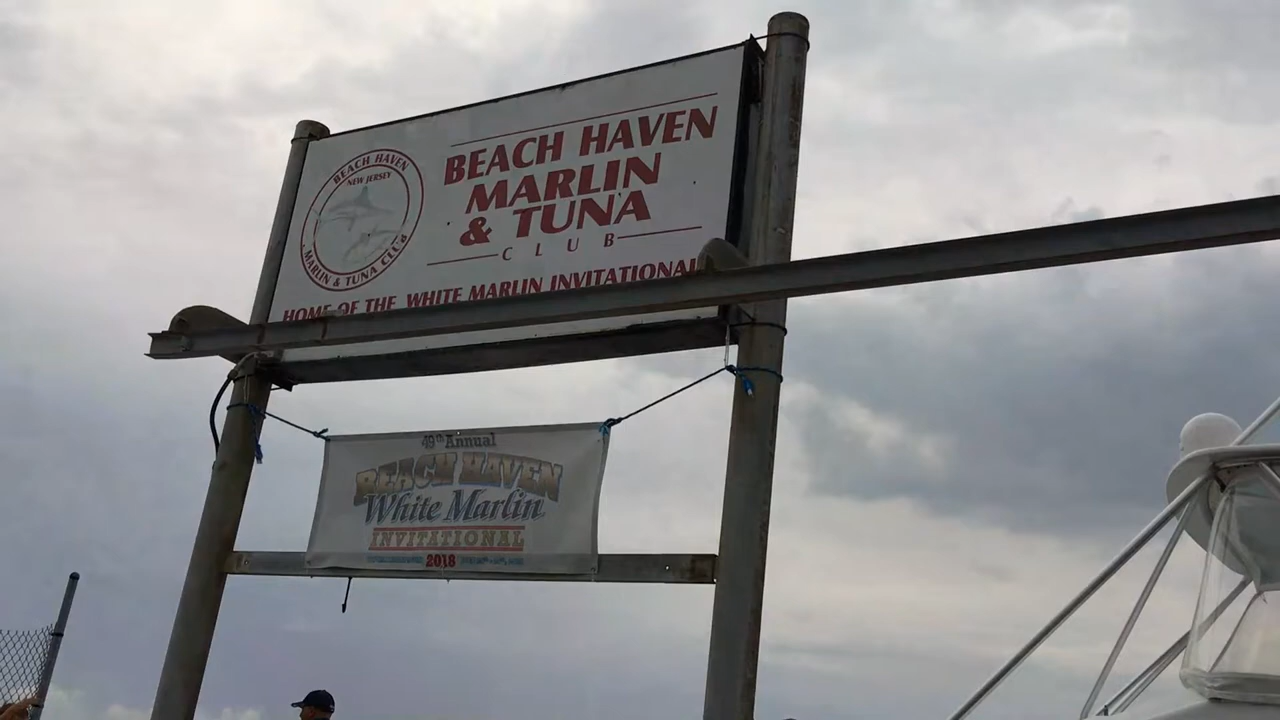 BEACH HAVEN
NEW JERSEY
MARLIN & TUNA CLUB
BEACH HAVEN
MARLIN
& TUNA
CLUB
HOME OF THE WHITE MARLIN INVITATIONAL
49th Annual
BEACH HAVEN
White Marlin
INVITATIONAL
2018